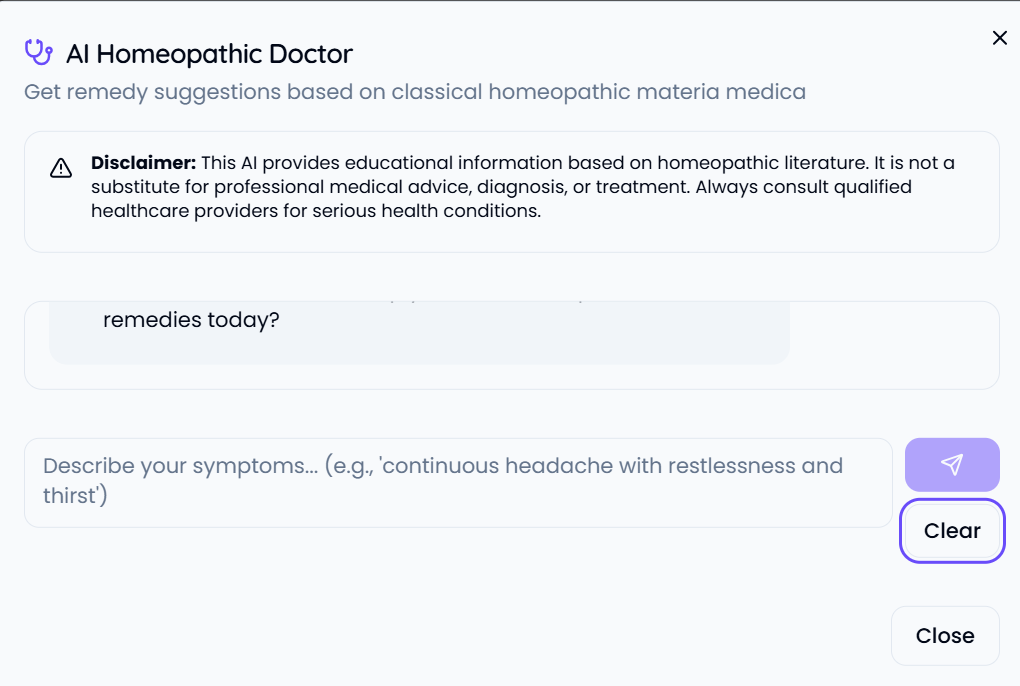 AI Homeopathic Doctor
Get remedy suggestions based on classical homeopathic materia medica
Disclaimer: This AI provides educational information based on homeopathic literature. It is not a
substitute for professional medical advice, diagnosis, or treatment. Always consult qualified
healthcare providers for serious health conditions.
remedies today?
Describe your symptoms... (e.g., 'continuous headache with restlessness and
thirst')
Clear
Close